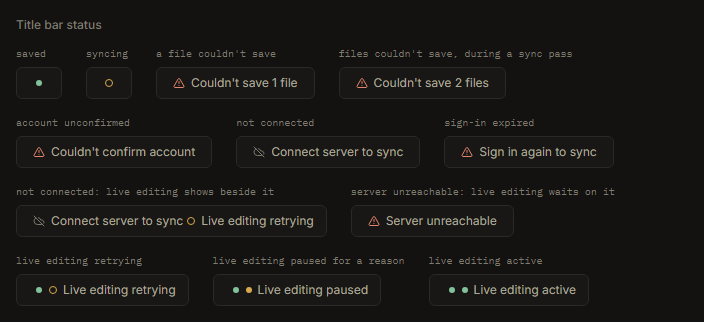 Title bar status
saved syncing a file couldn't save files couldn't save, during a sync pass
Couldn't save 1 file Couldn't save 2 files
account unconfirmed not connected sign-in expired
Couldn't confirm account Connect server to sync Sign in again to sync
not connected: live editing shows beside it server unreachable: live editing waits on it
Connect server to sync Live editing retrying Server unreachable
live editing retrying live editing paused for a reason live editing active
Live editing retrying Live editing paused Live editing active